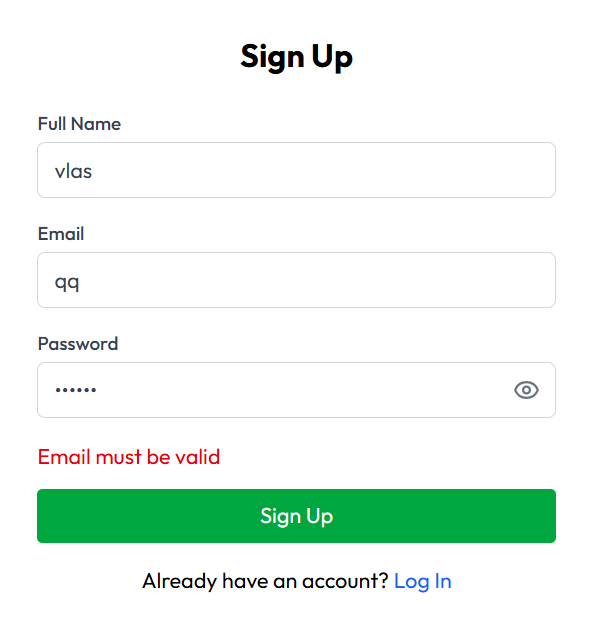 Sign Up
Full Name
vlas
Email
qq
Password
••••••
Email must be valid
Sign Up
Already have an account? Log In